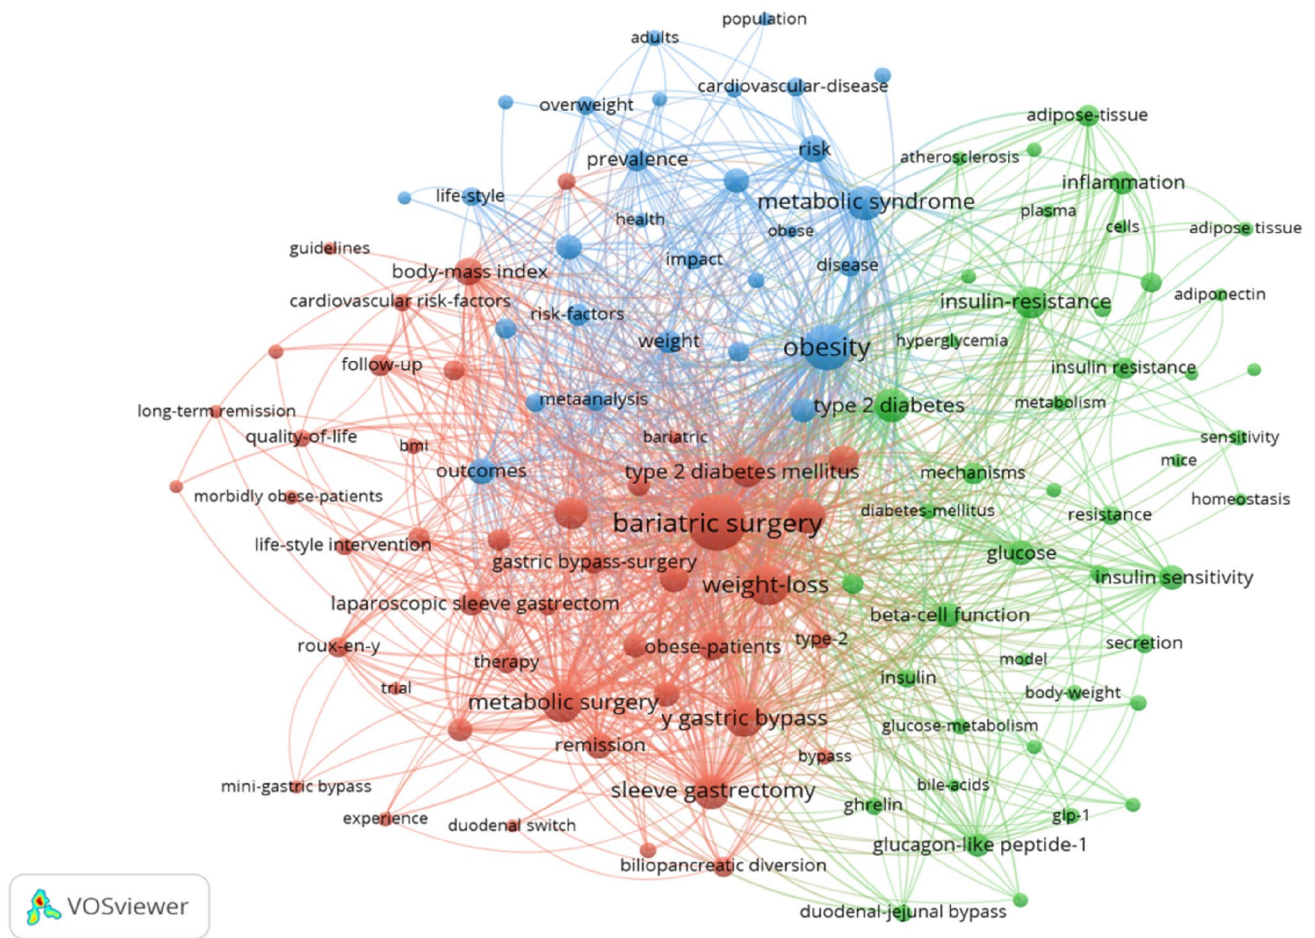 population
adults
cardiovascular-disease
overweight
adipose-tissue
risk
atherosclerosis
prevalence
inflammation
life-style
metabolic syndrome
plasma
health
obese
cells
adipose tissue
guidelines
impact
disease
body-mass index
adiponectin
cardiovascular risk-factors
insulin-resistance
risk-factors
weight
obesity
hyperglycemia
follow-up
insulin resistance
metaanalysis
type 2 diabetes
metabolism
long-term remission
quality-of-life
bmi
bariatric
sensitivity
mice
outcomes
type 2 diabetes mellitus
mechanisms
morbidly obese-patients
homeostasis
diabetes-mellitus
resistance
bariatric surgery
life-style intervention
glucose
gastric bypass-surgery
insulin sensitivity
weight-loss
laparoscopic sleeve gastrectom
beta-cell function
roux-en-y
obese-patients
type-2
secretion
therapy
model
insulin
trial
body-weight
metabolic surgery
y gastric bypass
glucose-metabolism
remission
bypass
mini-gastric bypass
sleeve gastrectomy
bile-acids
ghrelin
experience
duodenal switch
glp-1
glucagon-like peptide-1
biliopancreatic diversion
duodenal-jejunal bypass
VOSviewer